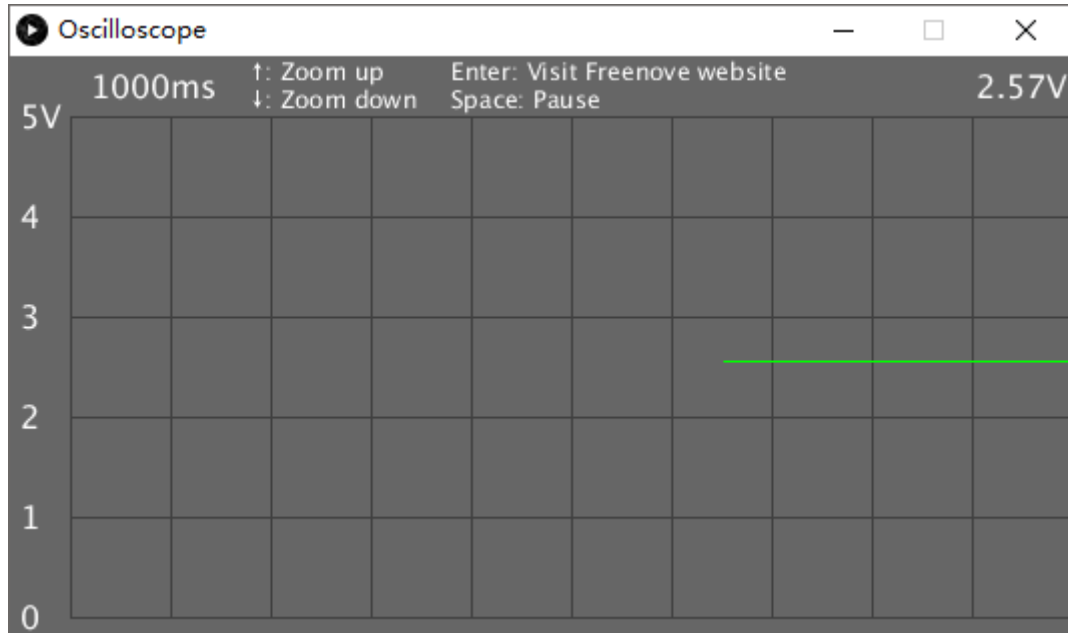 Oscilloscope
1000ms
↑: Zoom up
↓: Zoom down
Enter: Visit Freenove website
Space: Pause
2.57V
5V
4
3
2
1
0